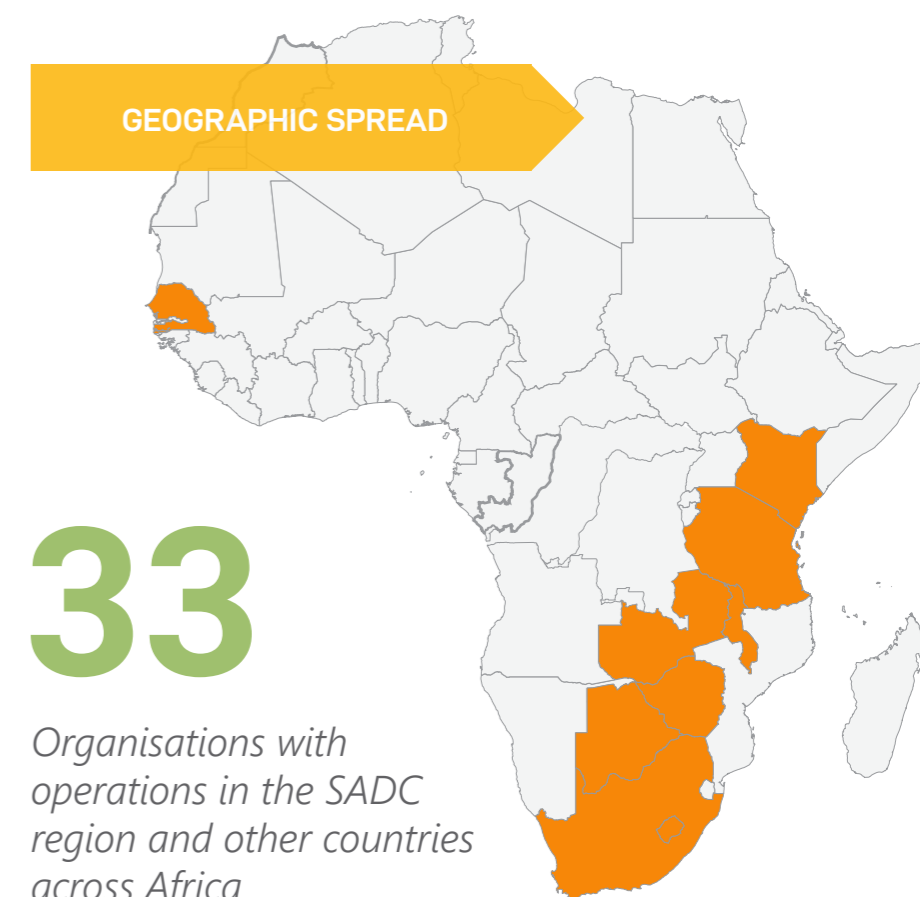 GEOGRAPHIC SPREAD
33
Organisations with
operations in the SADC
region and other countries
across Africa